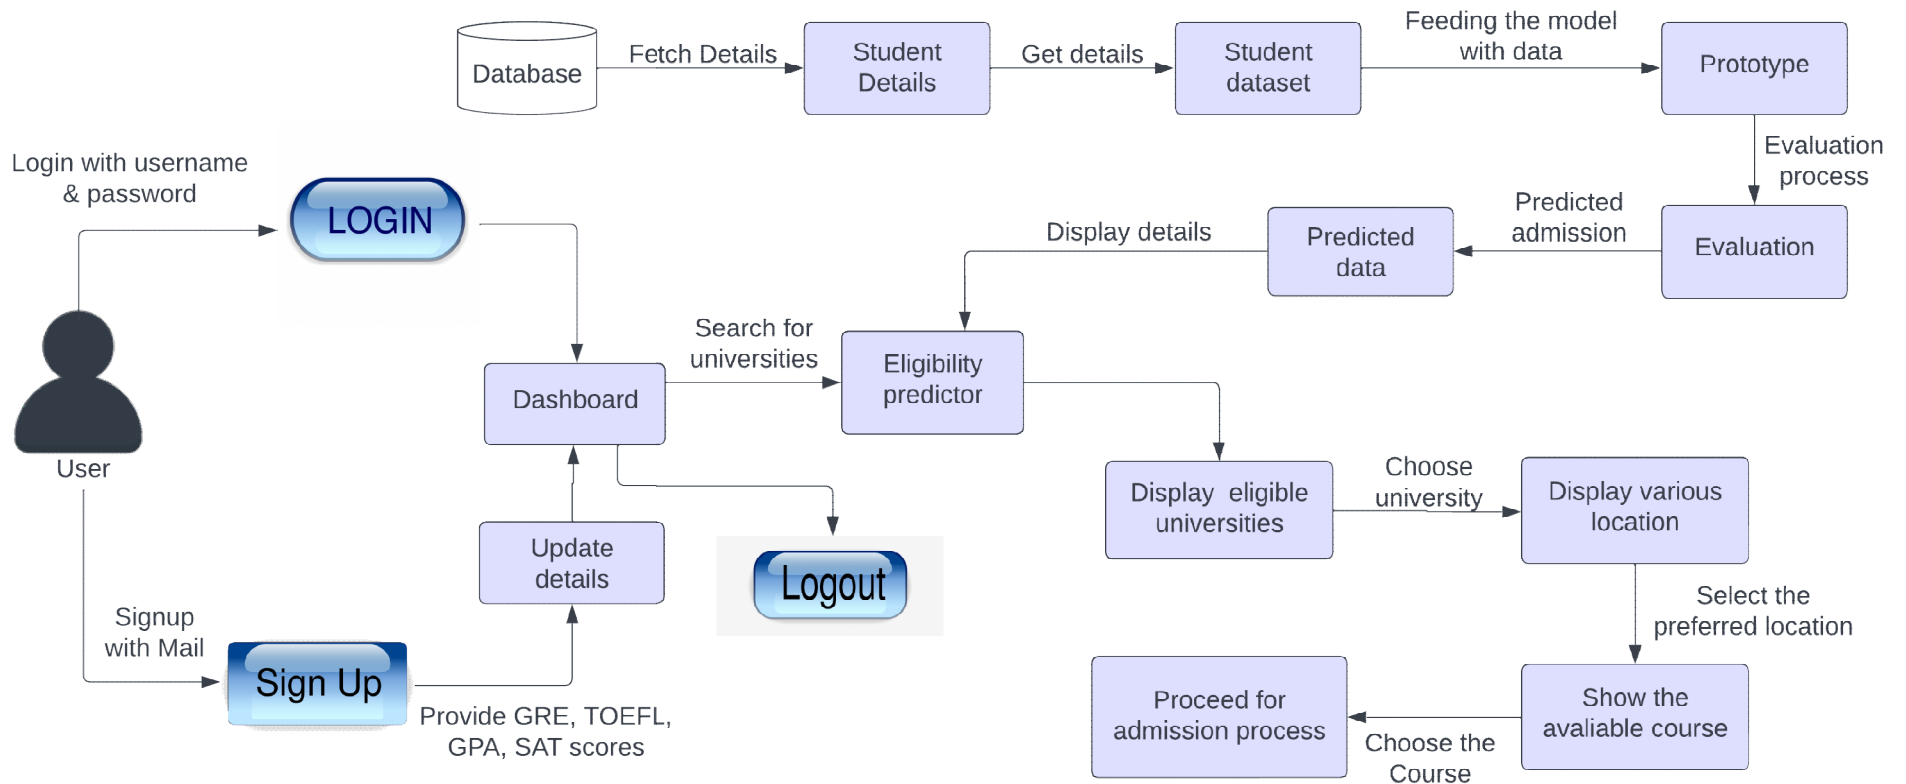 Database
Fetch Details
Student
Details
Get details
Student
dataset
Feeding the model
with data
Prototype
Evaluation
process
Evaluation
Predicted
admission
Predicted
data
Display details
Login with username
& password
LOGIN
User
Signup
with Mail
Sign Up
Provide GRE, TOEFL,
GPA, SAT scores
Update
details
Dashboard
Logout
Search for
universities
Eligibility
predictor
Display eligible
universities
Choose
university
Display various
location
Select the
preferred location
Show the
avaliable course
Choose the
Course
Proceed for
admission process